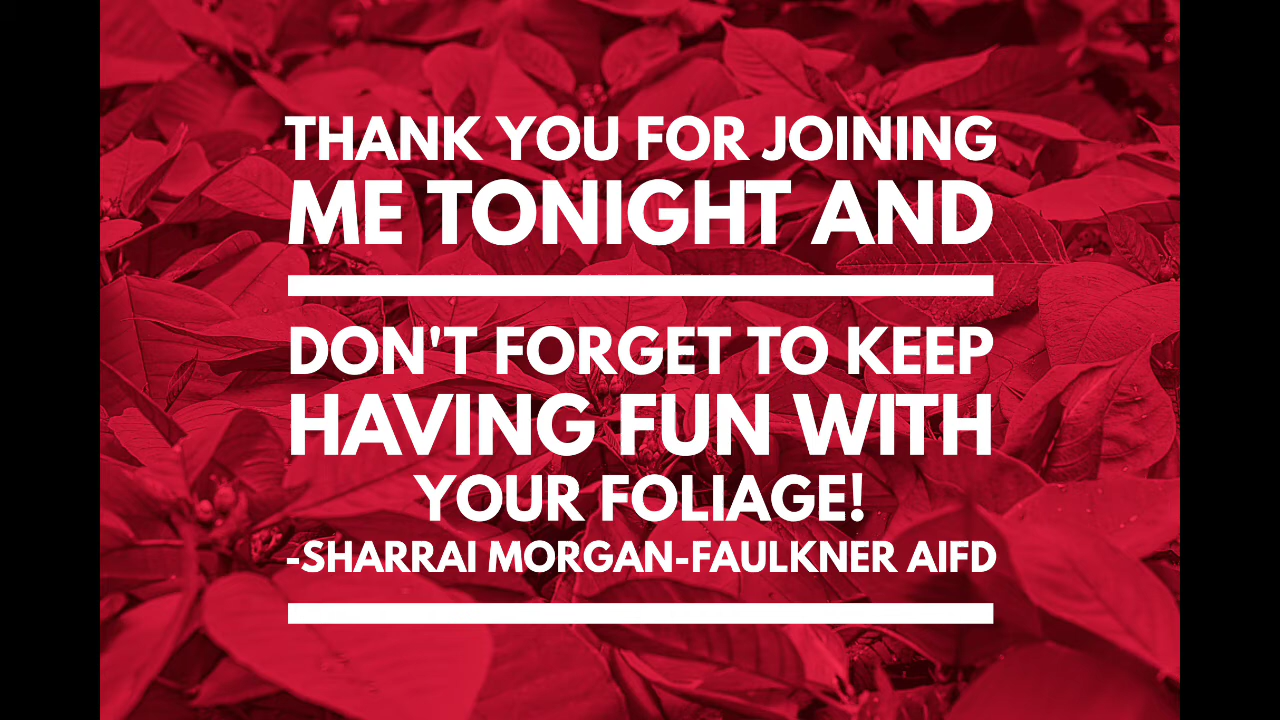 THANK YOU FOR JOINING
ME TONIGHT AND
DON'T FORGET TO KEEP
HAVING FUN WITH
YOUR FOLIAGE!
-SHARRAI MORGAN-FAULKNER AIFD